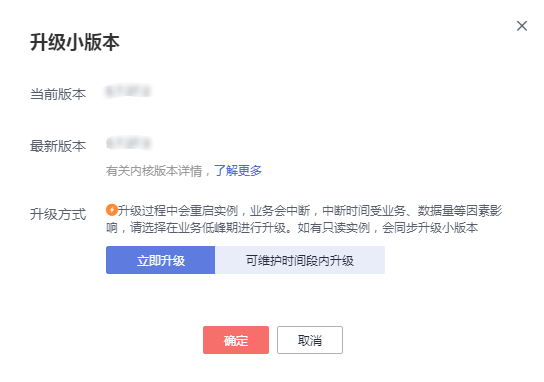 升级小版本
当前版本
最新版本
有关内核版本详情，了解更多
升级方式
升级过程中会重启实例，业务会中断，中断时间受业务、数据量等因素影
响，请选择在业务低峰期进行升级。如有只读实例，会同步升级小版本
立即升级 可维护时间段内升级
确定 取消